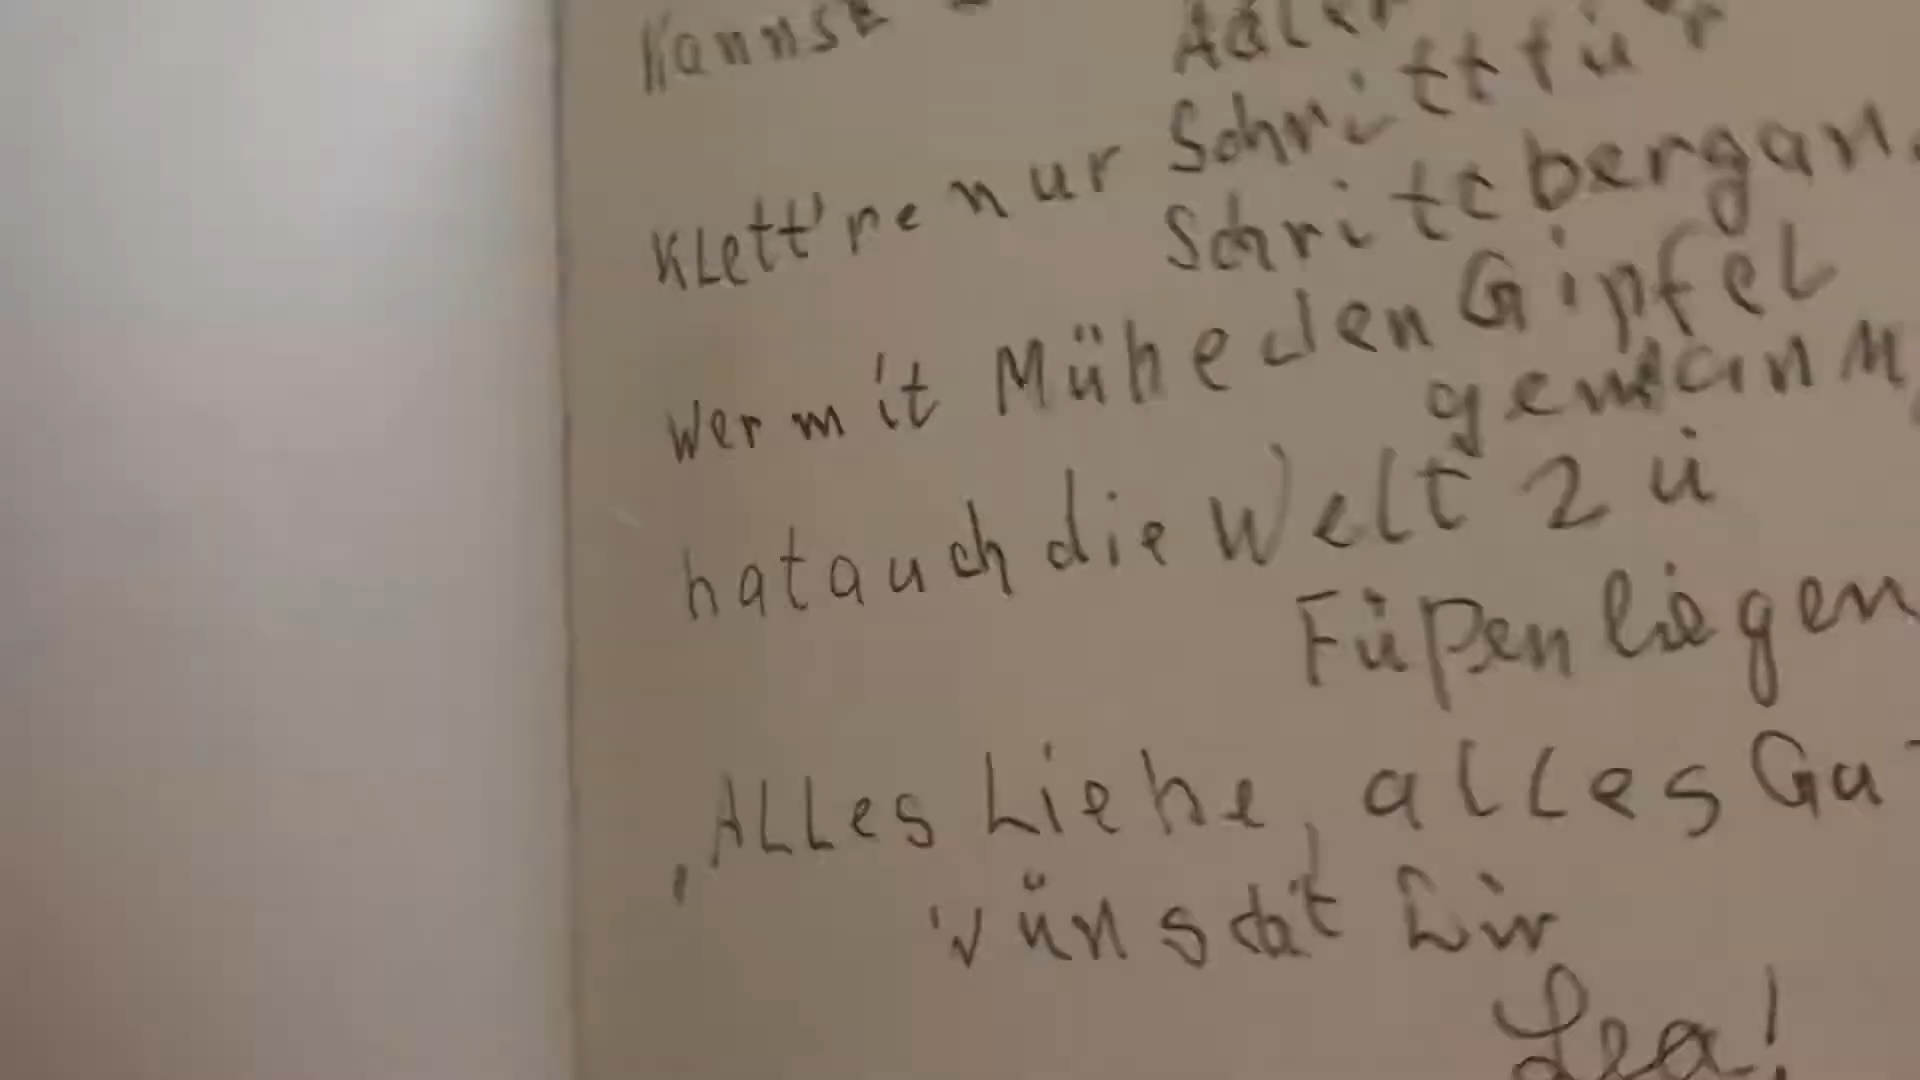 Kannst
Adler
Schritt für
Klett're nur
Schritt bergan.
Wer mit Mühe den Gipfel
gewann,
hat auch die Welt zu
Füßen liegen
Alles Liebe, alles Gu
wünscht Dir
Lea!